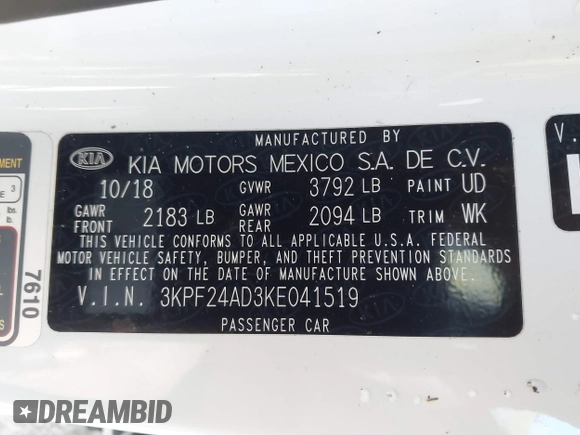 MANUFACTURED BY
KIA KIA MOTORS MEXICO S.A. DE C.V.
10/18 GVWR 3792 LB PAINT UD
GAWR FRONT 2183 LB GAWR REAR 2094 LB TRIM WK
THIS VEHICLE CONFORMS TO ALL APPLICABLE U.S.A. FEDERAL
MOTOR VEHICLE SAFETY, BUMPER, AND THEFT PREVENTION STANDARDS
IN EFFECT ON THE DATE OF MANUFACTURE SHOWN ABOVE.
V.I.N. 3KPF24AD3KE041519
PASSENGER CAR
7610
DREAMBID